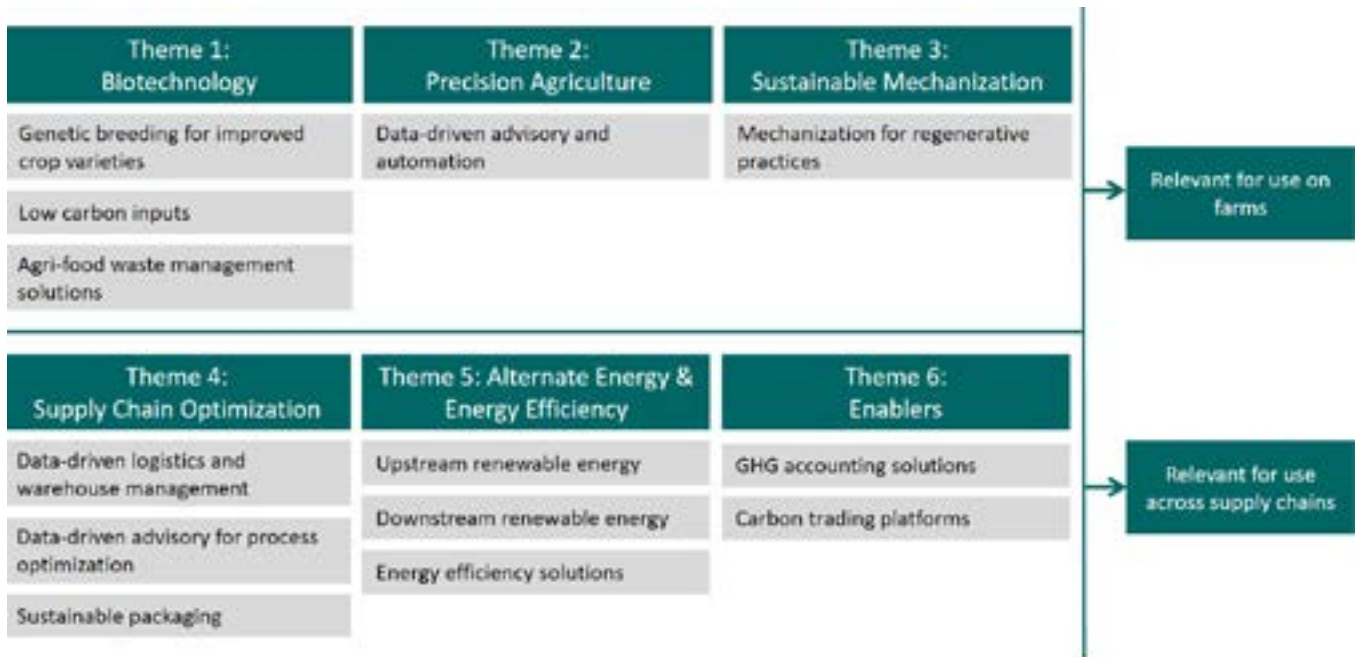 Theme 1:
Biotechnology
Genetic breeding for improved
crop varieties
Low carbon inputs
Agri-food waste management
solutions
Theme 2:
Precision Agriculture
Data-driven advisory and
automation
Theme 3:
Sustainable Mechanization
Mechanization for regenerative
practices
Relevant for use on
farms
Theme 4:
Supply Chain Optimization
Data-driven logistics and
warehouse management
Data-driven advisory for process
optimization
Sustainable packaging
Theme 5: Alternate Energy &
Energy Efficiency
Upstream renewable energy
Downstream renewable energy
Energy efficiency solutions
Theme 6:
Enablers
GHG accounting solutions
Carbon trading platforms
Relevant for use
across supply chains